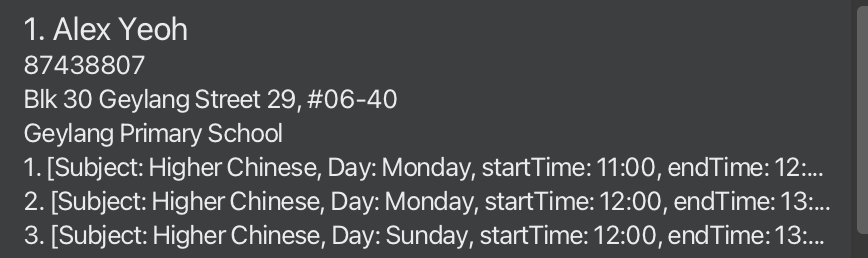 1. Alex Yeoh
87438807
Blk 30 Geylang Street 29, #06-40
Geylang Primary School
1. [Subject: Higher Chinese, Day: Monday, startTime: 11:00, endTime: 12:...
2. [Subject: Higher Chinese, Day: Monday, startTime: 12:00, endTime: 13:...
3. [Subject: Higher Chinese, Day: Sunday, startTime: 12:00, endTime: 13:...